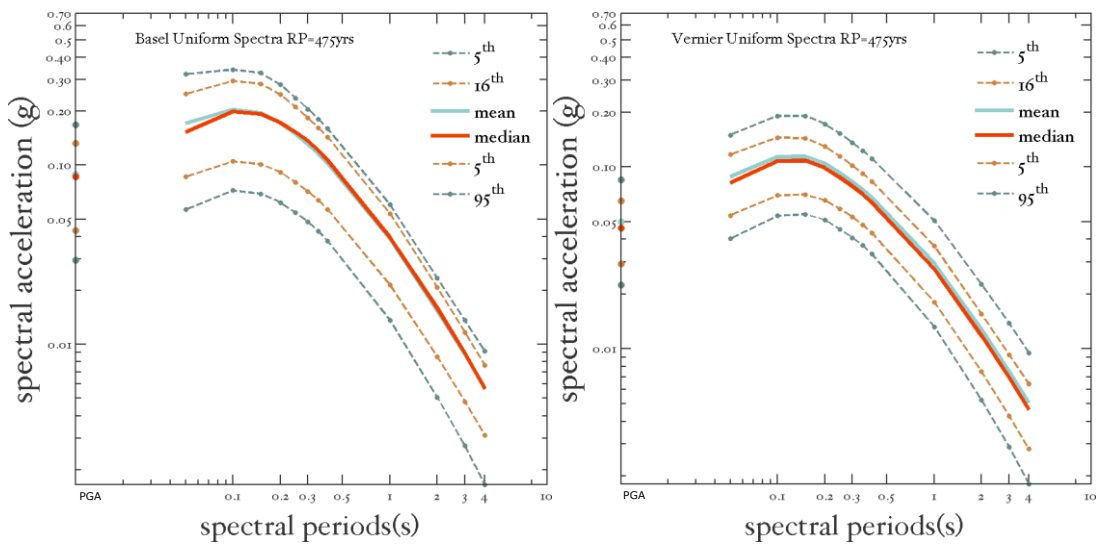 Basel Uniform Spectra RP=475yrs
5th
16th
mean
median
5th
95th
0.70
0.6
0.5
0.40
0.30
0.20
0.10
0.05
0.01
spectral acceleration (g)
PGA
0.1
0.2
0.3
0.5
1
2
3
4
10
spectral periods(s)
Vernier Uniform Spectra RP=475yrs
5th
16th
mean
median
5th
95th
0.70
0.6
0.5
0.40
0.30
0.20
0.10
0.05
0.01
spectral acceleration (g)
PGA
0.1
0.2
0.3
0.5
1
2
3
4
10
spectral periods(s)